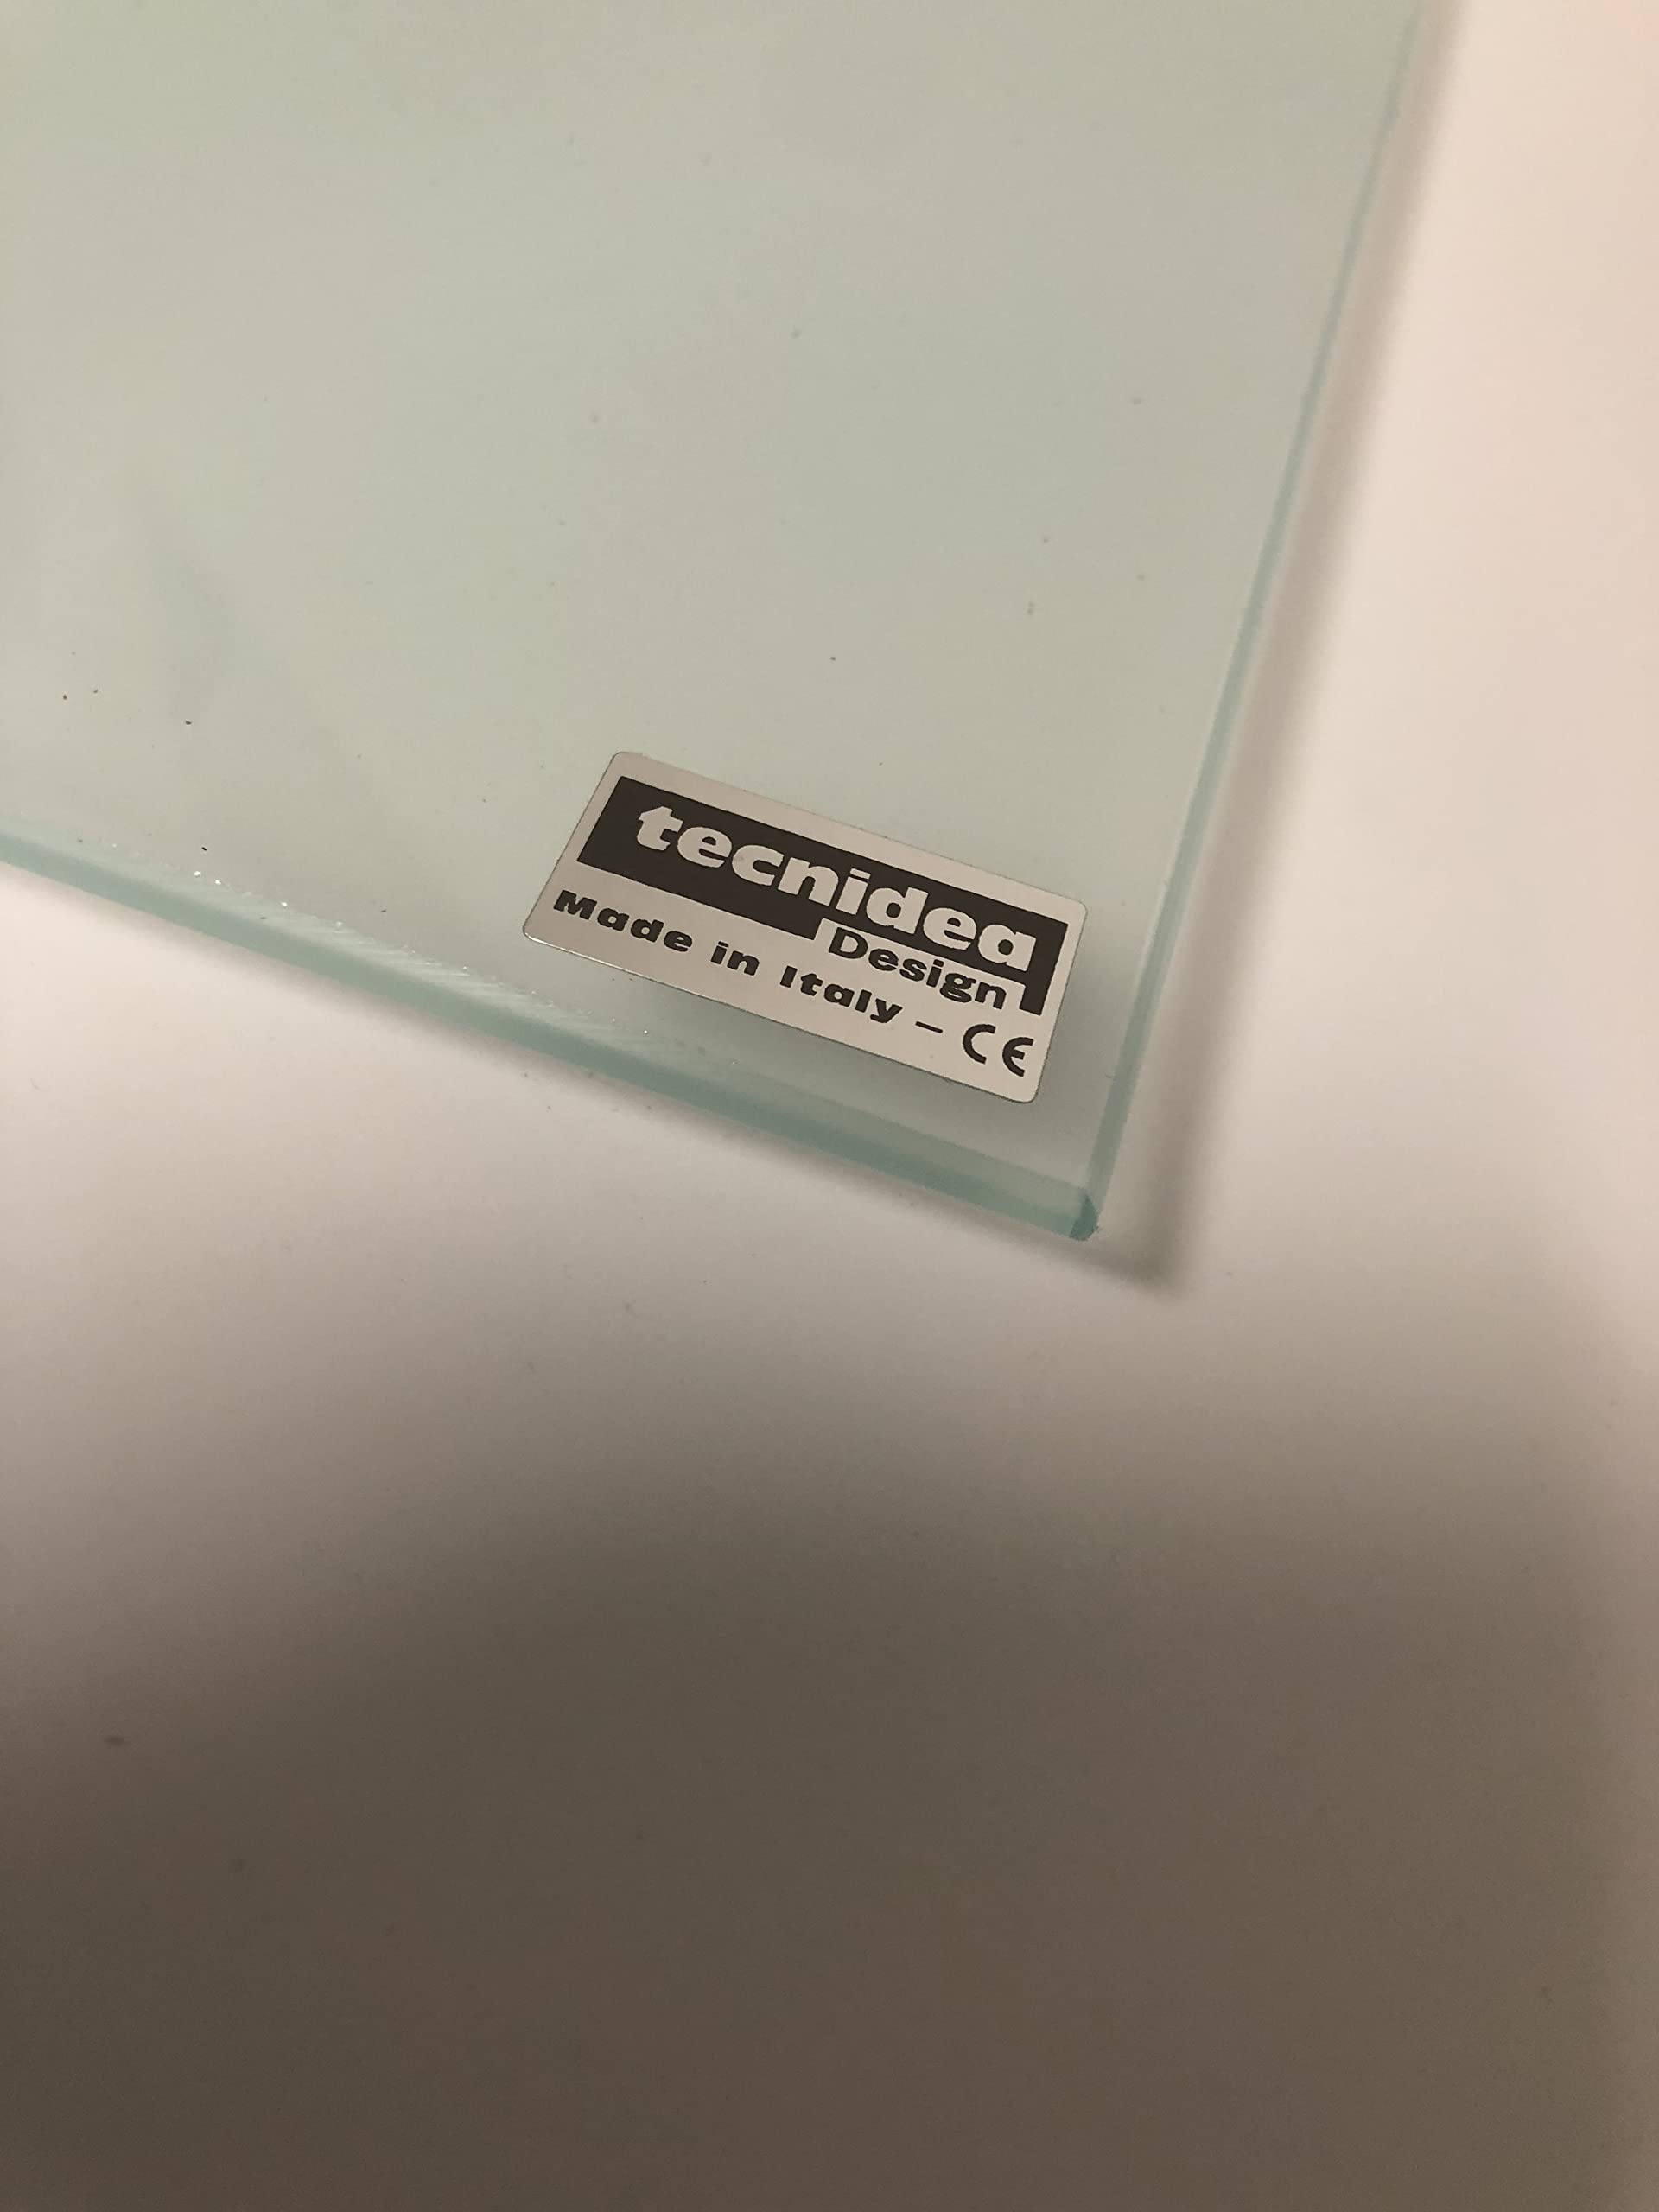 tecnidea
Design
Made in Italy – CE